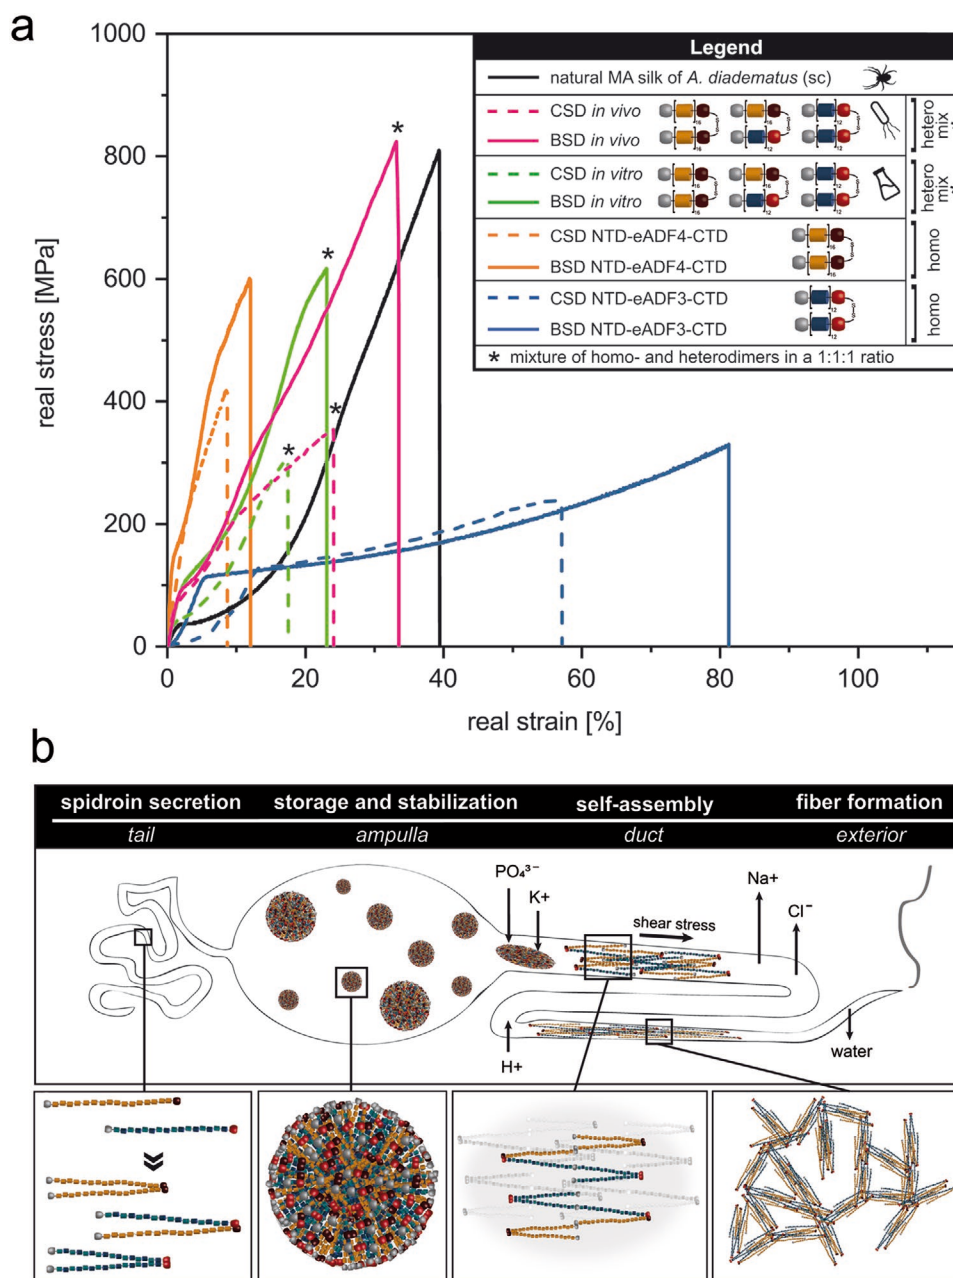 a
1000
800
600
400
200
0
real stress [MPa]
0 20 40 60 80 100
real strain [%]
Legend
natural MA silk of A. diadematus (sc)
CSD in vivo
BSD in vivo
hetero
mix
CSD in vitro
BSD in vitro
hetero
mix
CSD NTD-eADF4-CTD
BSD NTD-eADF4-CTD
homo
CSD NTD-eADF3-CTD
BSD NTD-eADF3-CTD
homo
* mixture of homo- and heterodimers in a 1:1:1 ratio
* * * * *
b
spidroin secretion storage and stabilization self-assembly fiber formation
tail ampulla duct exterior
PO₄³⁻
K+
shear stress
Na+
Cl⁻
H+
water